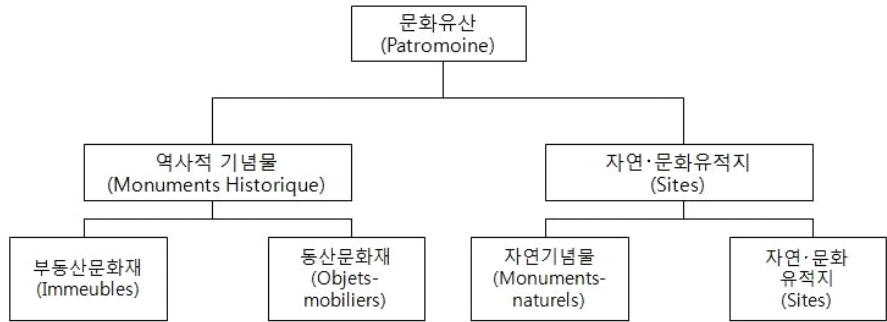 문화유산
(Patromoine)
역사적 기념물
(Monuments Historique)
자연·문화유적지
(Sites)
부동산문화재
(Immeubles)
동산문화재
(Objets-
mobiliers)
자연기념물
(Monuments-
naturels)
자연·문화
유적지
(Sites)